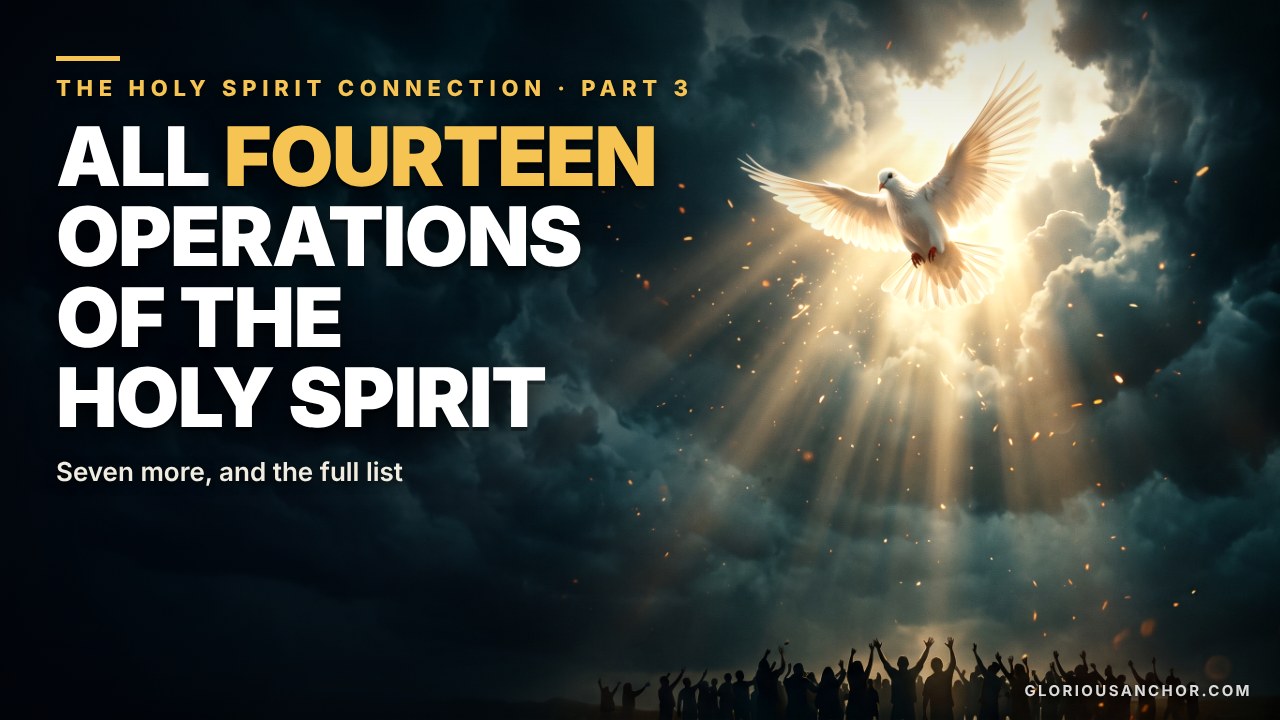 THE HOLY SPIRIT CONNECTION · PART 3
ALL FOURTEEN
OPERATIONS
OF THE
HOLY SPIRIT
Seven more, and the full list
GLORIOUSANCHOR.COM